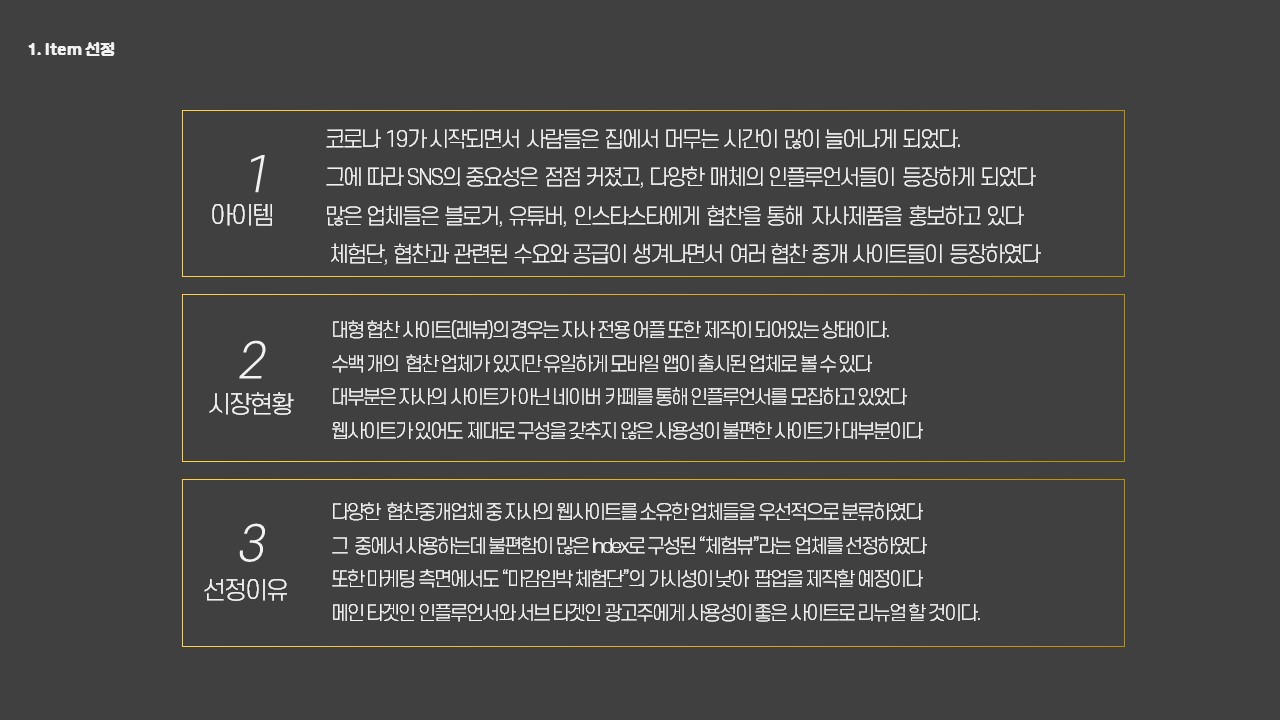 1. Item 선정
1
아이템
코로나 19가 시작되면서 사람들은 집에서 머무는 시간이 많이 늘어나게 되었다.
그에 따라 SNS의 중요성은 점점 커졌고, 다양한 매체의 인플루언서들이 등장하게 되었다
많은 업체들은 블로거, 유튜버, 인스타스타에게 협찬을 통해 자사제품을 홍보하고 있다
체험단, 협찬과 관련된 수요와 공급이 생겨나면서 여러 협찬 중개 사이트들이 등장하였다
2
시장현황
대형 협찬 사이트(레뷰)의 경우는 자사 전용 어플 또한 제작이 되어있는 상태이다.
수백 개의 협찬 업체가 있지만 유일하게 모바일 앱이 출시된 업체로 볼 수 있다
대부분은 자사의 사이트가 아닌 네이버 카페를 통해 인플루언서를 모집하고 있었다
웹사이트가 있어도 제대로 구성을 갖추지 않은 사용성이 불편한 사이트가 대부분이다
3
선정이유
다양한 협찬중개업체 중 자사의 웹사이트를 소유한 업체들을 우선적으로 분류하였다
그 중에서 사용하는데 불편함이 많은 Index로 구성된 “체험뷰”라는 업체를 선정하였다
또한 마케팅 측면에서도 “마감임박 체험단”의 가시성이 낮아 팝업을 제작할 예정이다
메인 타겟인 인플루언서와 서브 타겟인 광고주에게 사용성이 좋은 사이트로 리뉴얼 할 것이다.